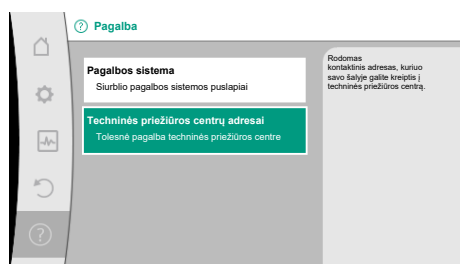 Pagalba
Pagalbos sistema
Siurblio pagalbos sistemos puslapiai
Techninės priežiūros centrų adresai
Tolesnė pagalba techninės priežiūros centre
Rodomas
kontaktinis adresas, kuriuo
savo šalyje galite kreiptis į
techninės priežiūros centrą.